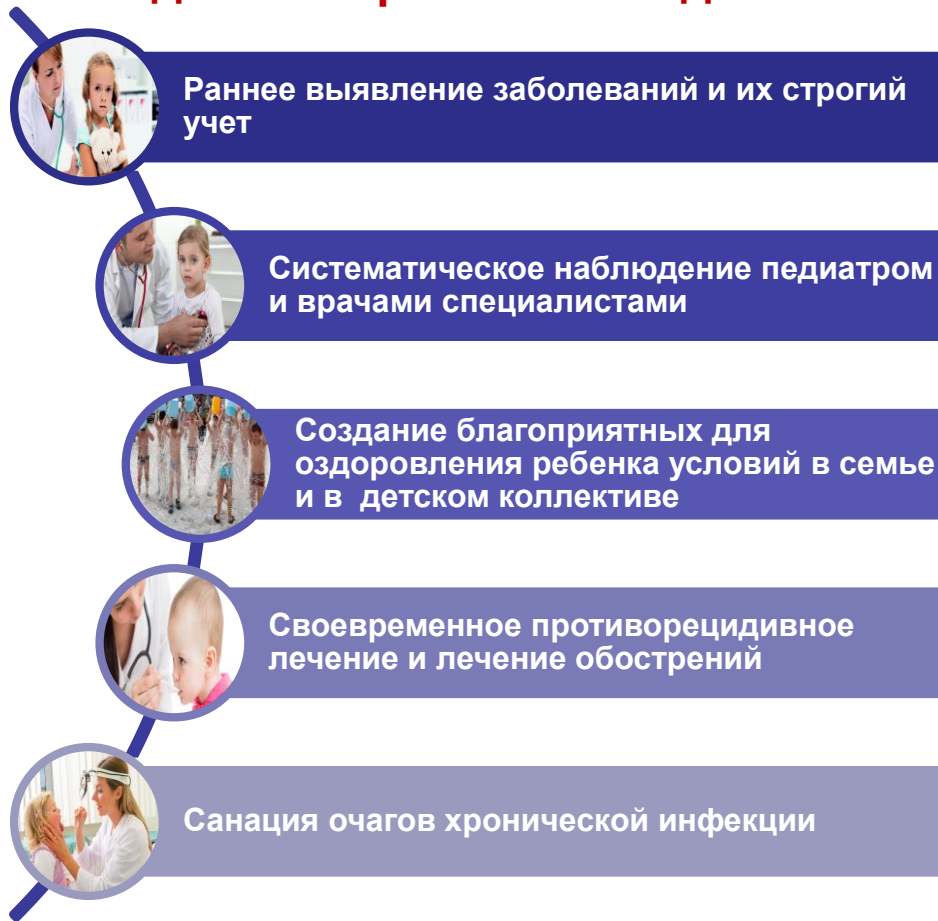 Раннее выявление заболеваний и их строгий
учет
Систематическое наблюдение педиатром
и врачами специалистами
Создание благоприятных для
оздоровления ребенка условий в семье
и в детском коллективе
Своевременное противорецидивное
лечение и лечение обострений
Санация очагов хронической инфекции